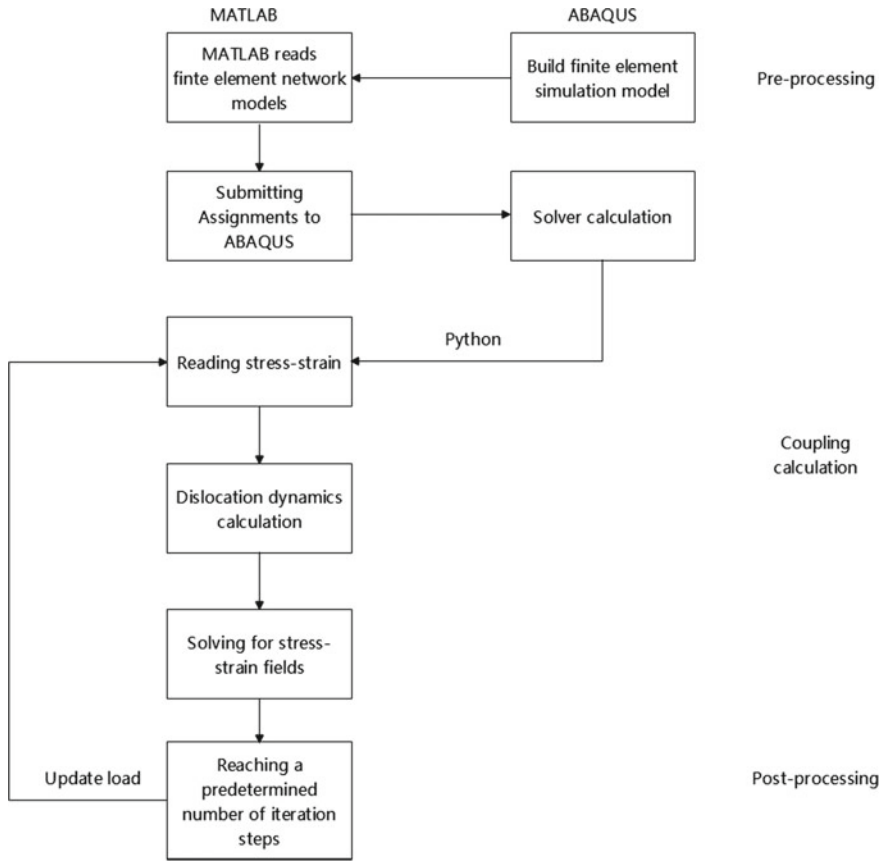 MATLAB
ABAQUS
MATLAB reads
finte element network
models
Build finite element
simulation model
Pre-processing
Submitting
Assignments to
ABAQUS
Solver calculation
Python
Reading stress-strain
Coupling
calculation
Dislocation dynamics
calculation
Solving for stress-
strain fields
Update load
Reaching a
predetermined
number of iteration
steps
Post-processing